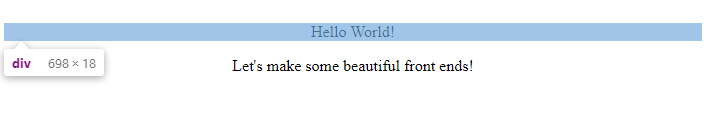 Hello World!
div 698 × 18
Let's make some beautiful front ends!